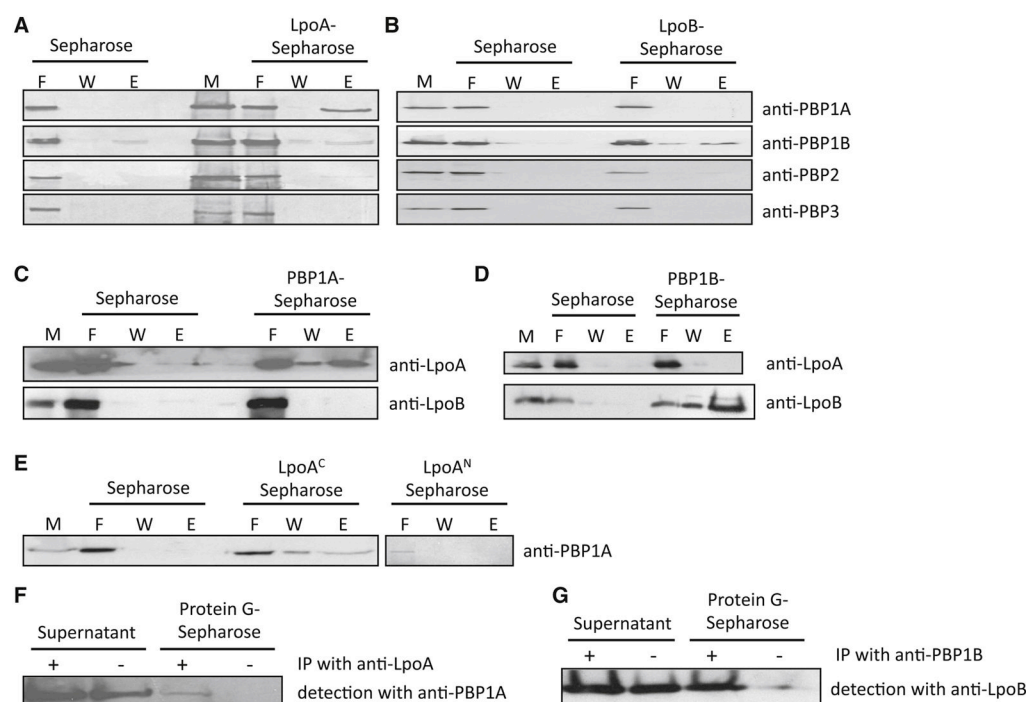 A
Sepharose
LpoA-
Sepharose
F W E M F W E
B
Sepharose
LpoB-
Sepharose
M F W E F W E
anti-PBP1A
anti-PBP1B
anti-PBP2
anti-PBP3
C
Sepharose
PBP1A-
Sepharose
M F W E F W E
anti-LpoA
anti-LpoB
D
Sepharose
PBP1B-
Sepharose
M F W E F W E
anti-LpoA
anti-LpoB
E
Sepharose
LpoAᶜ
Sepharose
LpoAᴺ
Sepharose
M F W E F W E F W E
anti-PBP1A
F
Supernatant
Protein G-
Sepharose
+ - + - IP with anti-LpoA
detection with anti-PBP1A
G
Supernatant
Protein G-
Sepharose
+ - + - IP with anti-PBP1B
detection with anti-LpoB